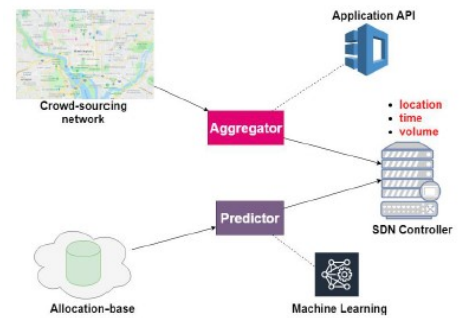 Application API
Crowd-sourcing
network
Aggregator
• location
• time
• volume
Predictor
SDN Controller
Allocation-base
Machine Learning